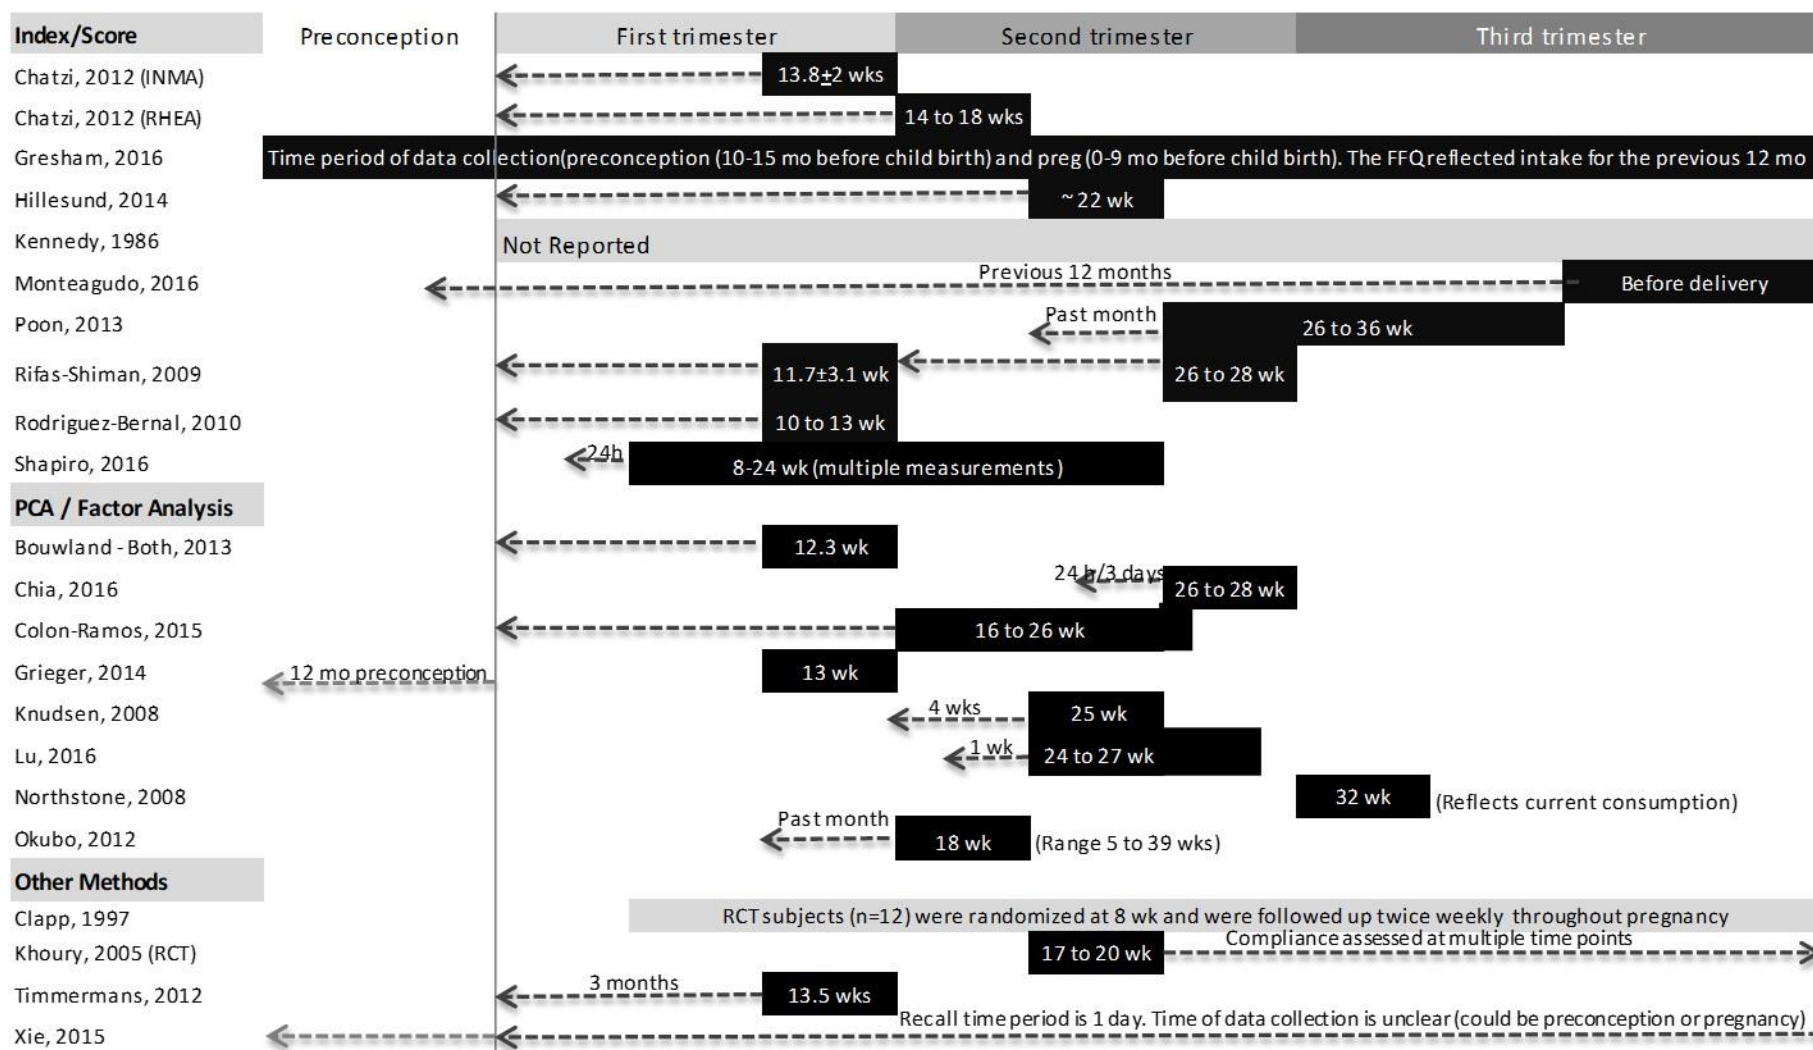 Index/Score Preconception First trimester Second trimester Third trimester
Chatzi, 2012 (INMA) 13.8±2 wks
Chatzi, 2012 (RHEA) 14 to 18 wks
Gresham, 2016 Time period of data collection(preconception (10-15 mo before child birth) and preg (0-9 mo before child birth). The FFQ reflected intake for the previous 12 mo
Hillesund, 2014 ~ 22 wk
Kennedy, 1986 Not Reported
Monteagudo, 2016 Previous 12 months Before delivery
Poon, 2013 Past month 26 to 36 wk
Rifas-Shiman, 2009 11.7±3.1 wk 26 to 28 wk
Rodriguez-Bernal, 2010 10 to 13 wk
Shapiro, 2016 24h 8-24 wk (multiple measurements)
PCA / Factor Analysis
Bouwland - Both, 2013 12.3 wk
Chia, 2016 24 h/3 days 26 to 28 wk
Colon-Ramos, 2015 16 to 26 wk
Grieger, 2014 12 mo preconception 13 wk
Knudsen, 2008 4 wks 25 wk
Lu, 2016 1 wk 24 to 27 wk
Northstone, 2008 32 wk (Reflects current consumption)
Okubo, 2012 Past month 18 wk (Range 5 to 39 wks)
Other Methods
Clapp, 1997 RCT subjects (n=12) were randomized at 8 wk and were followed up twice weekly throughout pregnancy
Khoury, 2005 (RCT) 17 to 20 wk Compliance assessed at multiple time points
Timmermans, 2012 3 months 13.5 wks
Xie, 2015 Recall time period is 1 day. Time of data collection is unclear (could be preconception or pregnancy)